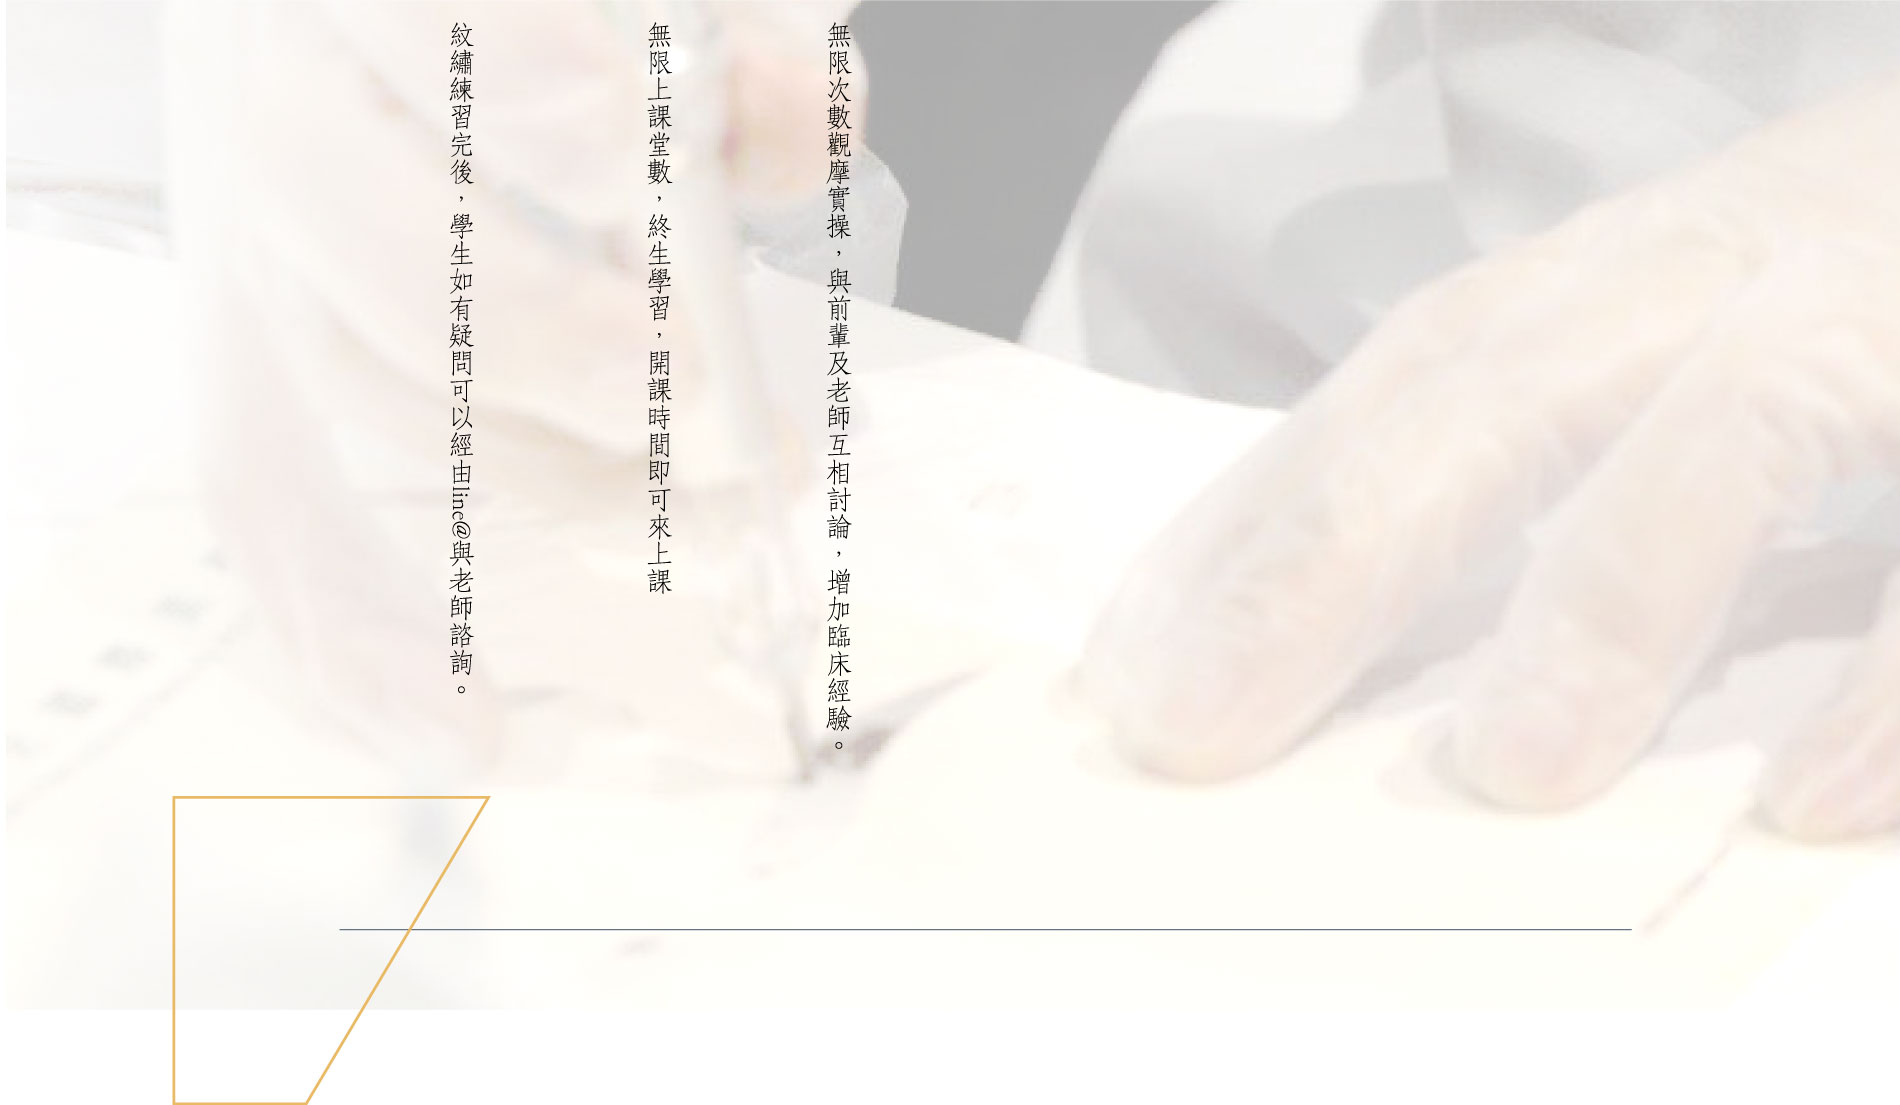 無限次數觀摩實操，與前輩及老師互相討論，增加臨床經驗。
無限上課堂數，終生學習，開課時間即可來上課
紋繡練習完後，學生如有疑問可以經由line@與老師諮詢。